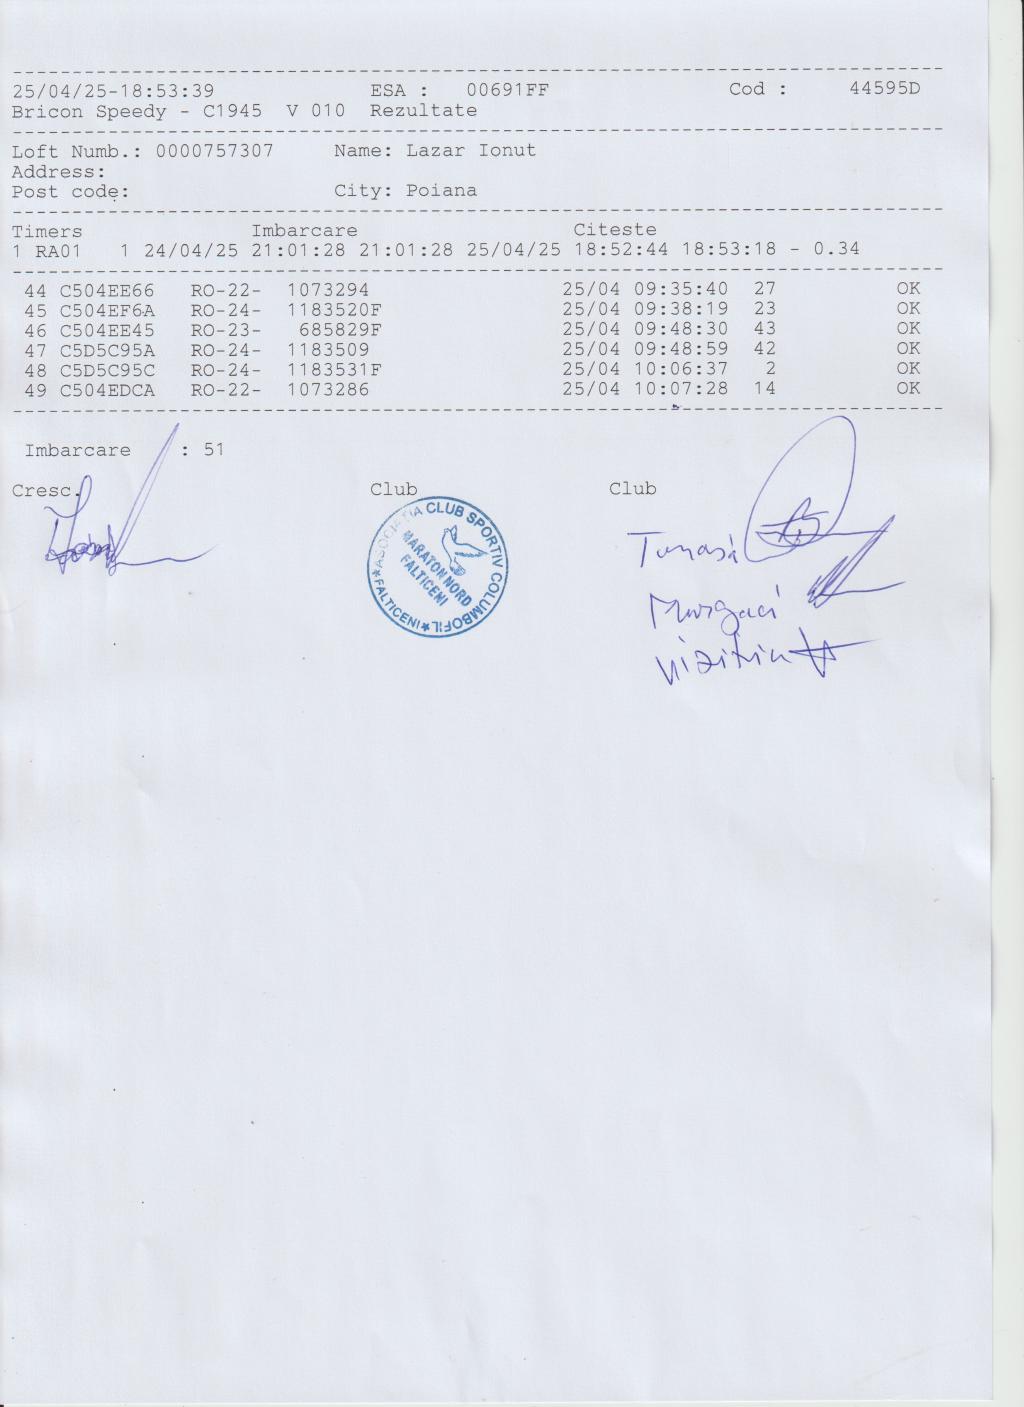 25/04/25-18:53:39 ESA : 00691FF Cod : 44595D
Bricon Speedy - C1945 V 010 Rezultate
Loft Numb.: 0000757307 Name: Lazar Ionut
Address:
Post code: City: Poiana
Timers Imbarcare Citeste
1 RA01 1 24/04/25 21:01:28 21:01:28 25/04/25 18:52:44 18:53:18 - 0.34
44 C504EE66 RO-22- 1073294 25/04 09:35:40 27 OK
45 C504EF6A RO-24- 1183520F 25/04 09:38:19 23 OK
46 C504EE45 RO-23- 685829F 25/04 09:48:30 43 OK
47 C5D5C95A RO-24- 1183509 25/04 09:48:59 42 OK
48 C5D5C95C RO-24- 1183531F 25/04 10:06:37 2 OK
49 C504EDCA RO-22- 1073286 25/04 10:07:28 14 OK
Imbarcare : 51
Cresc. Club Club
ASOCIATIA CLUB SPORTIV COLUMBOFIL
MARATON NORD
FALTICENI
★FALTICENI★